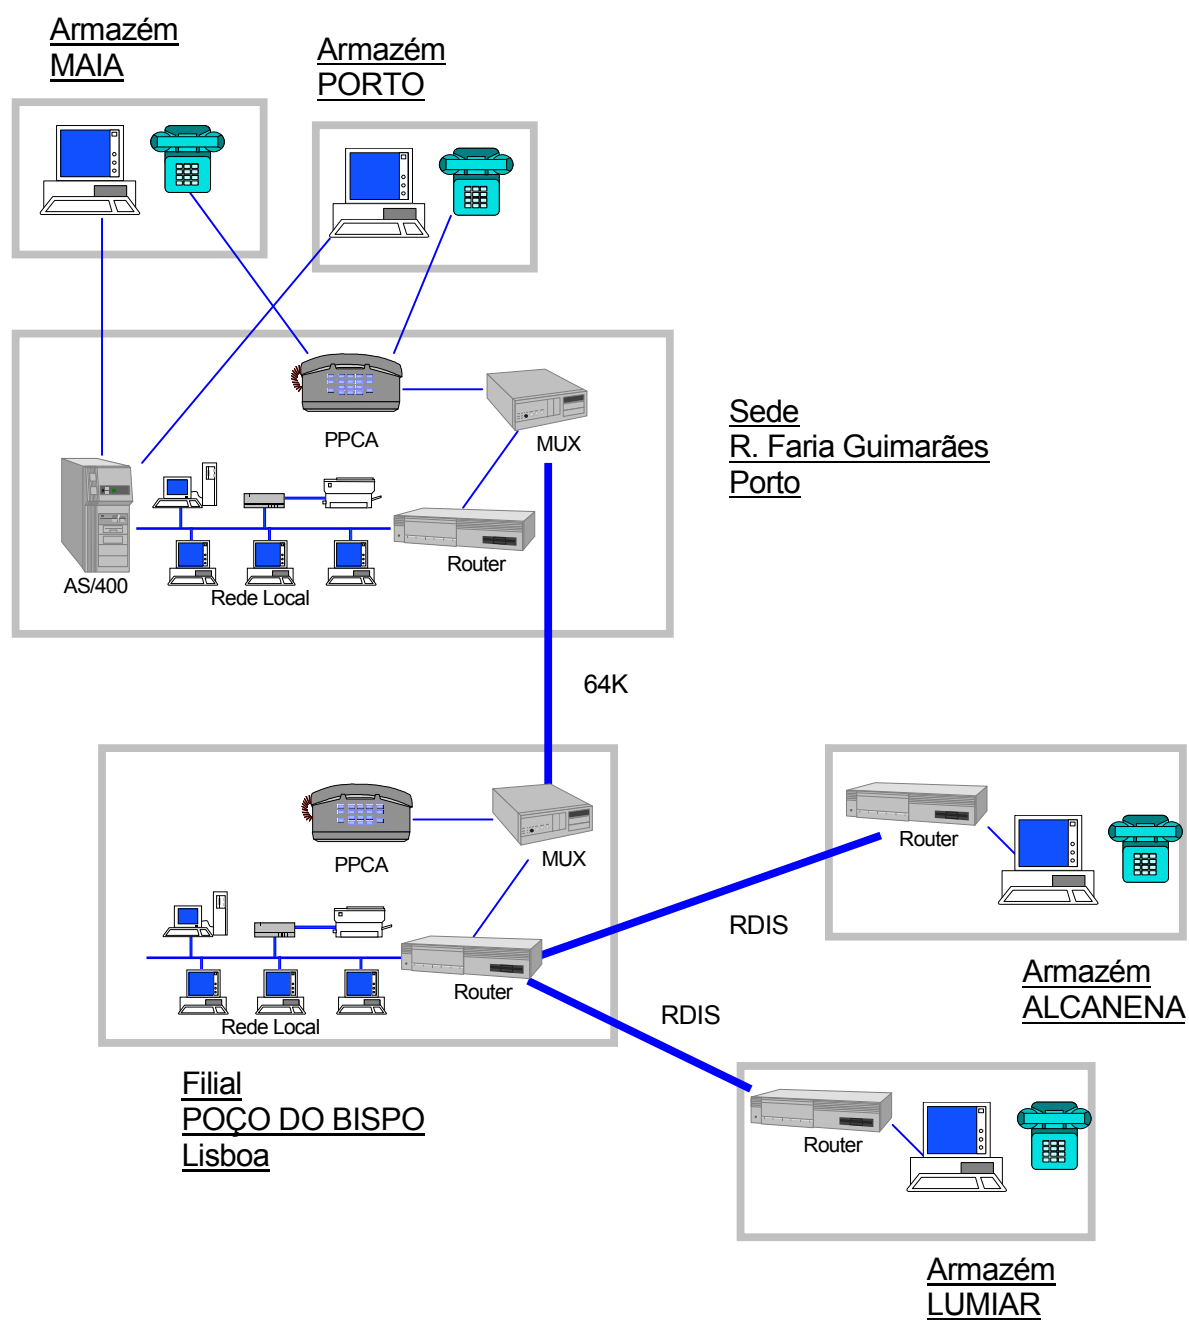 Armazém
MAIA
Armazém
PORTO
PPCA
MUX
Sede
R. Faria Guimarães
Porto
Router
AS/400
Rede Local
64K
PPCA
MUX
Router
RDIS
Armazém
ALCANENA
Router
RDIS
Rede Local
Filial
POÇO DO BISPO
Lisboa
Router
Armazém
LUMIAR